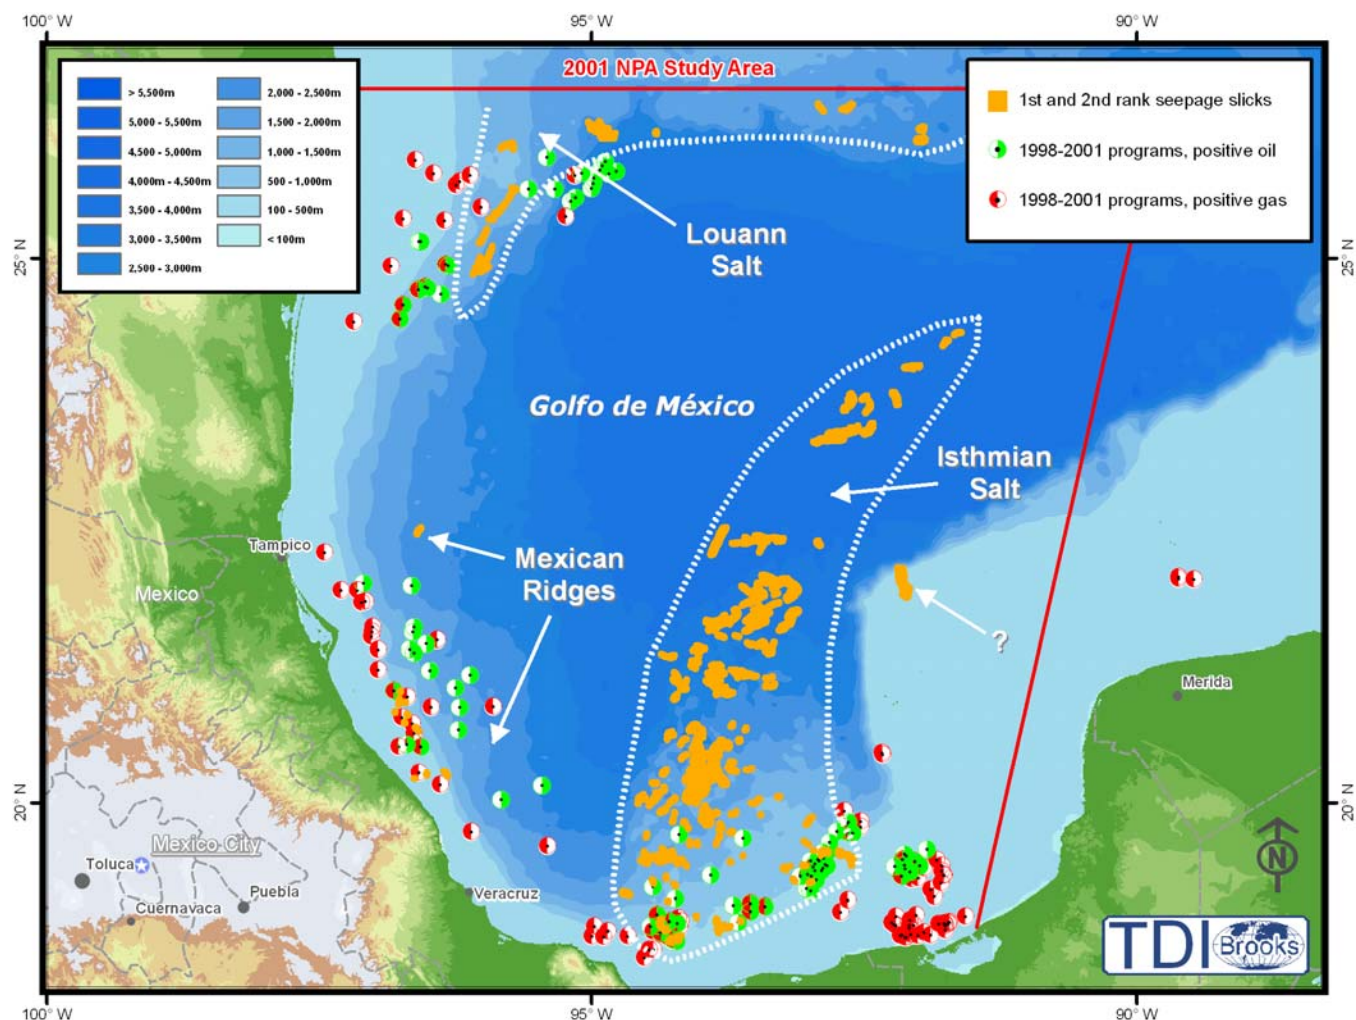 100° W
95° W
90° W
2001 NPA Study Area
> 5,500m
5,000 - 5,500m
4,500 - 5,000m
4,000m - 4,500m
3,500 - 4,000m
3,000 - 3,500m
2,500 - 3,000m
2,000 - 2,500m
1,500 - 2,000m
1,000 - 1,500m
500 - 1,000m
100 - 500m
< 100m
1st and 2nd rank seepage slicks
1998-2001 programs, positive oil
1998-2001 programs, positive gas
25° N
25° N
Louann
Salt
Golfo de México
Isthmian
Salt
Mexican
Ridges
Tampico
Mexico
?
Merida
20° N
20° N
Mexico City
Toluca
Puebla
Cuernavaca
Veracruz
N
TDI
Brooks
100° W
95° W
90° W